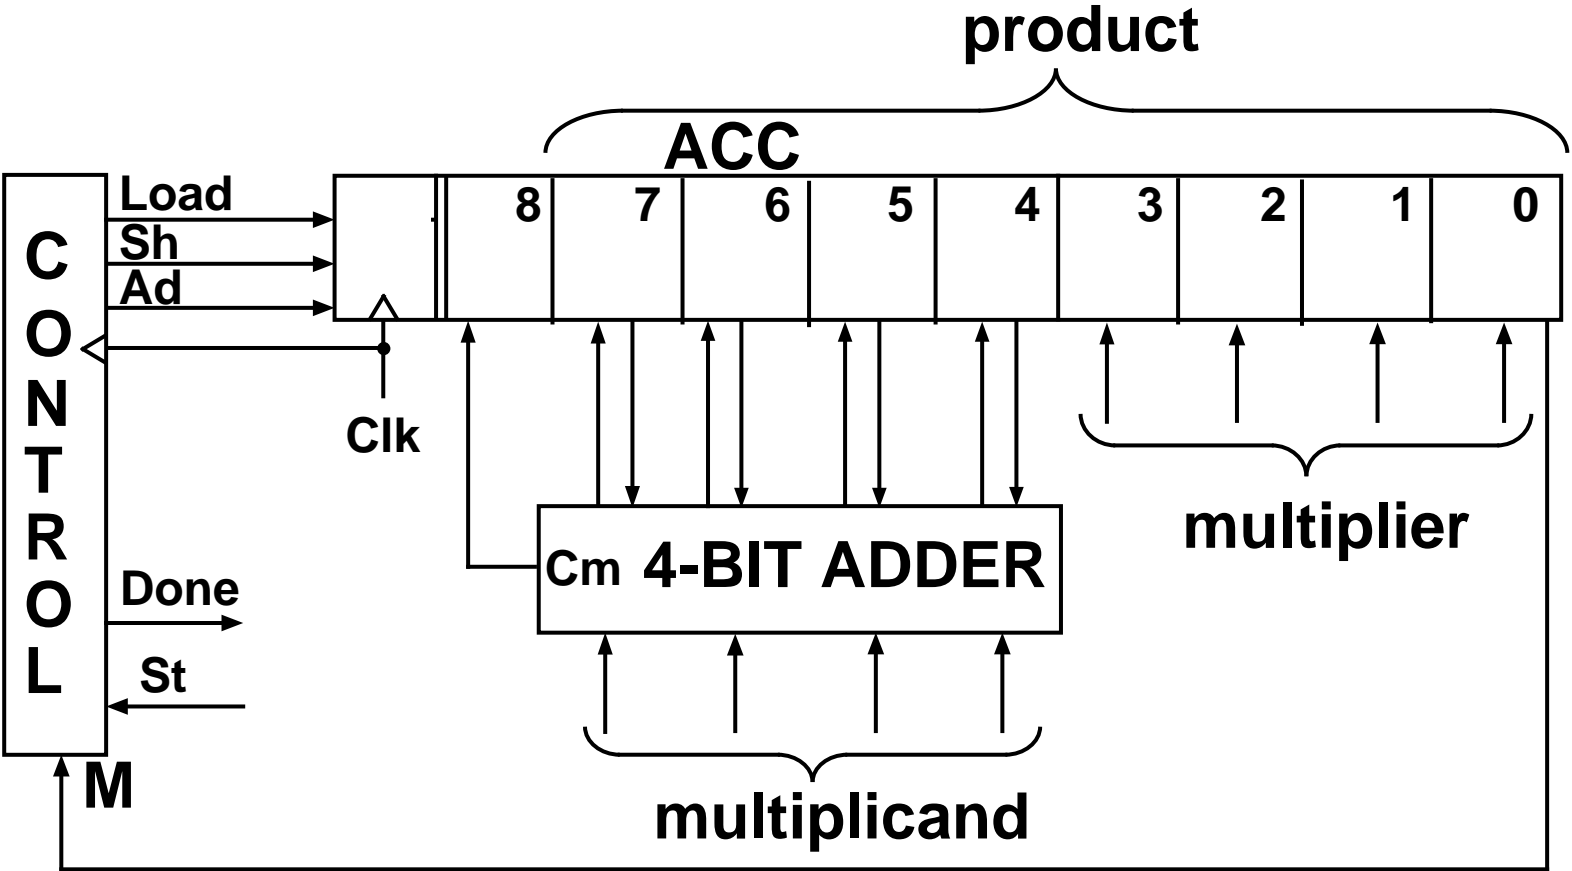 product
ACC
Load
Sh
Ad
8 7 6 5 4 3 2 1 0
CONTROL
Clk
multiplier
Cm 4-BIT ADDER
Done
St
M
multiplicand